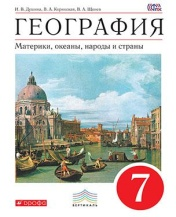 И. В. Душина, В. А. Коринская, В. А. Щенев
ГЕОГРАФИЯ
Материки, океаны, народы и страны
дрофа
ВЕРТИКАЛЬ
7